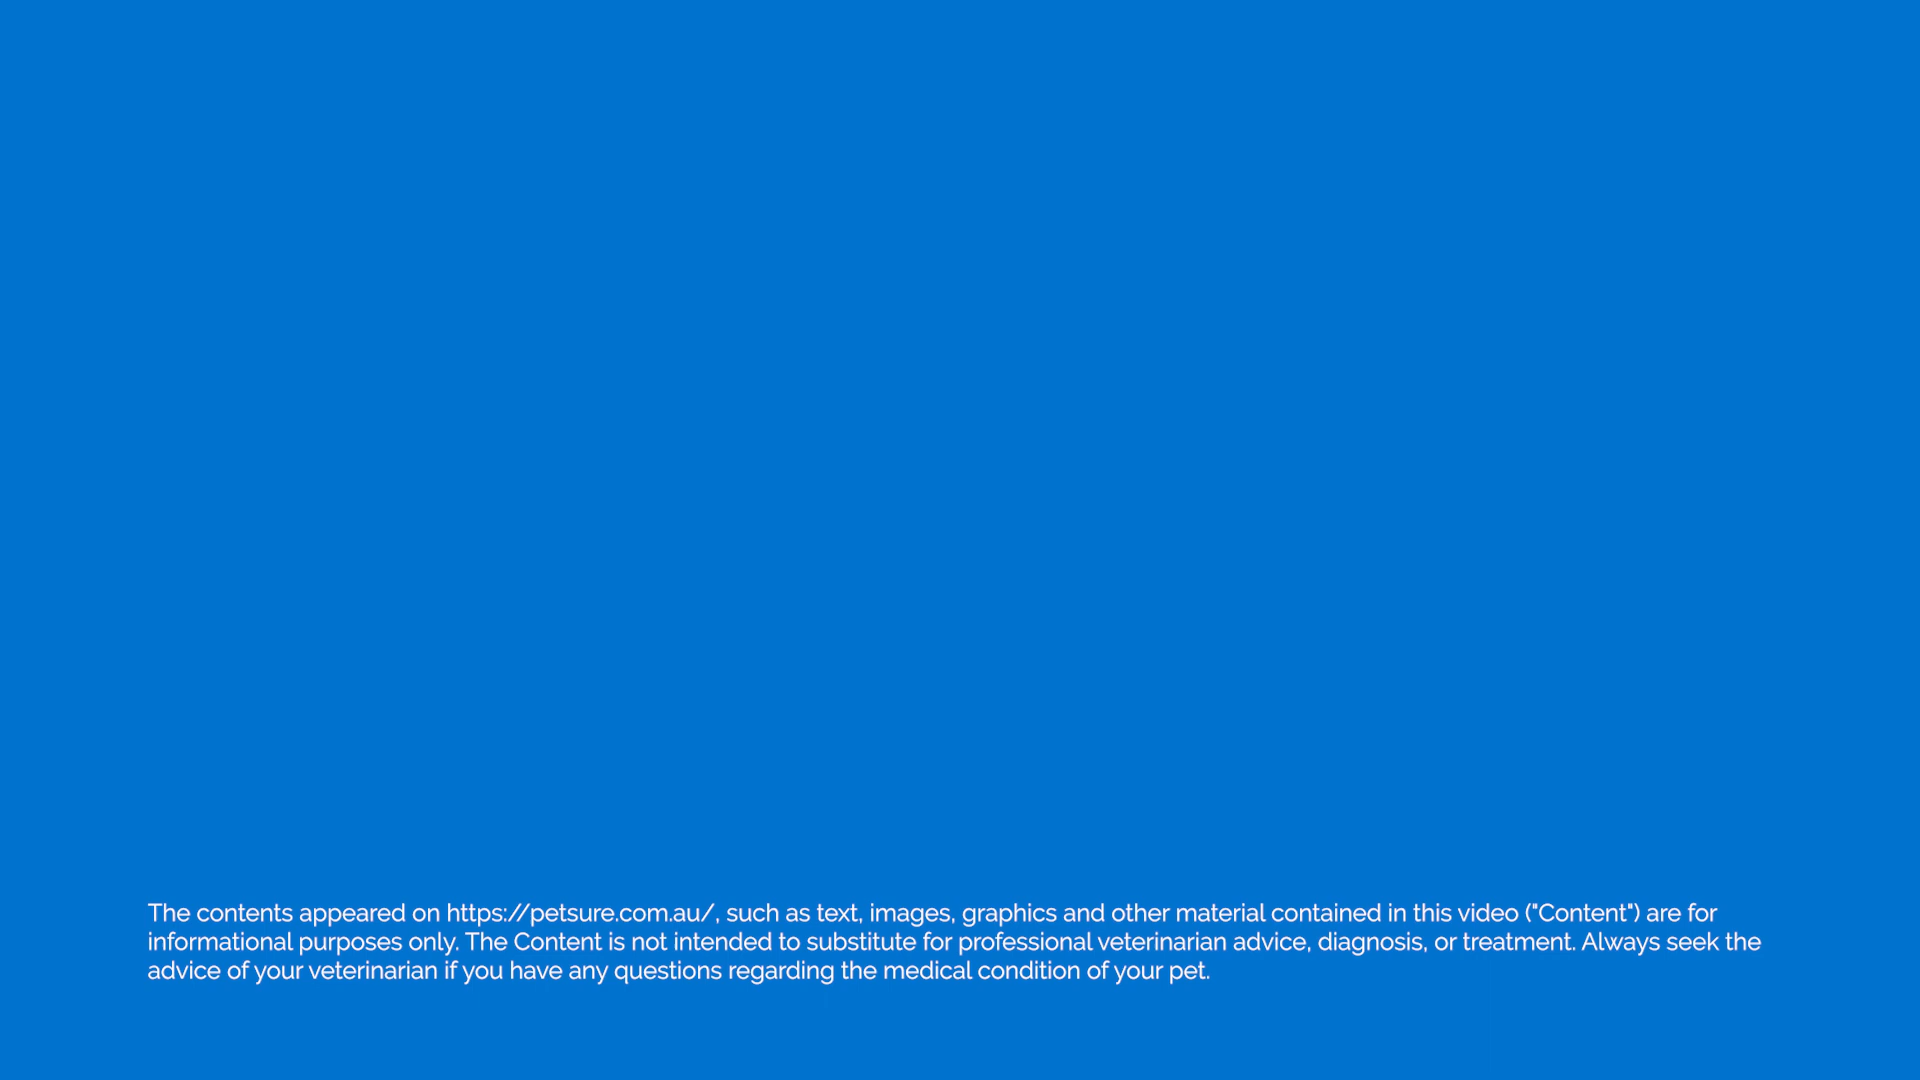 The contents appeared on https://petsure.com.au/, such as text, images, graphics and other material contained in this video ("Content") are for
informational purposes only. The Content is not intended to substitute for professional veterinarian advice, diagnosis, or treatment. Always seek the
advice of your veterinarian if you have any questions regarding the medical condition of your pet.